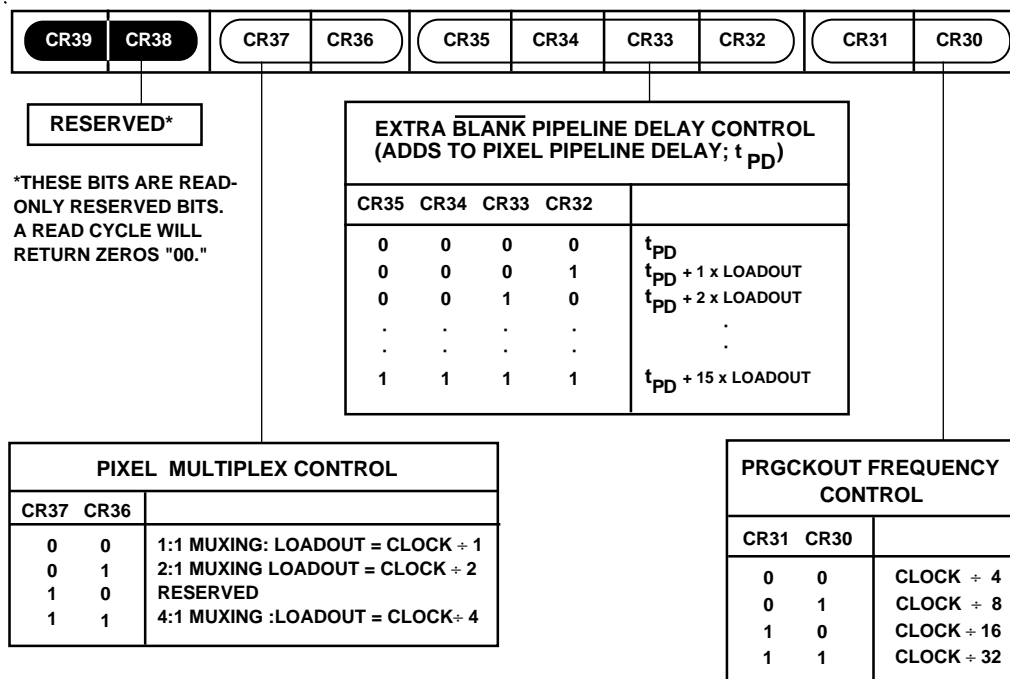 CR39 CR38 CR37 CR36 CR35 CR34 CR33 CR32 CR31 CR30
RESERVED*
*THESE BITS ARE READ-
ONLY RESERVED BITS.
A READ CYCLE WILL
RETURN ZEROS "00."
EXTRA BLANK PIPELINE DELAY CONTROL
(ADDS TO PIXEL PIPELINE DELAY; t PD)
CR35 CR34 CR33 CR32
0 0 0 0 tPD
0 0 0 1 tPD + 1 x LOADOUT
0 0 1 0 tPD + 2 x LOADOUT
. . . . .
. . . . .
1 1 1 1 tPD + 15 x LOADOUT
PIXEL MULTIPLEX CONTROL
CR37 CR36
0 0 1:1 MUXING: LOADOUT = CLOCK ÷ 1
0 1 2:1 MUXING LOADOUT = CLOCK ÷ 2
1 0 RESERVED
1 1 4:1 MUXING :LOADOUT = CLOCK÷ 4
PRGCKOUT FREQUENCY
CONTROL
CR31 CR30
0 0 CLOCK ÷ 4
0 1 CLOCK ÷ 8
1 0 CLOCK ÷ 16
1 1 CLOCK ÷ 32